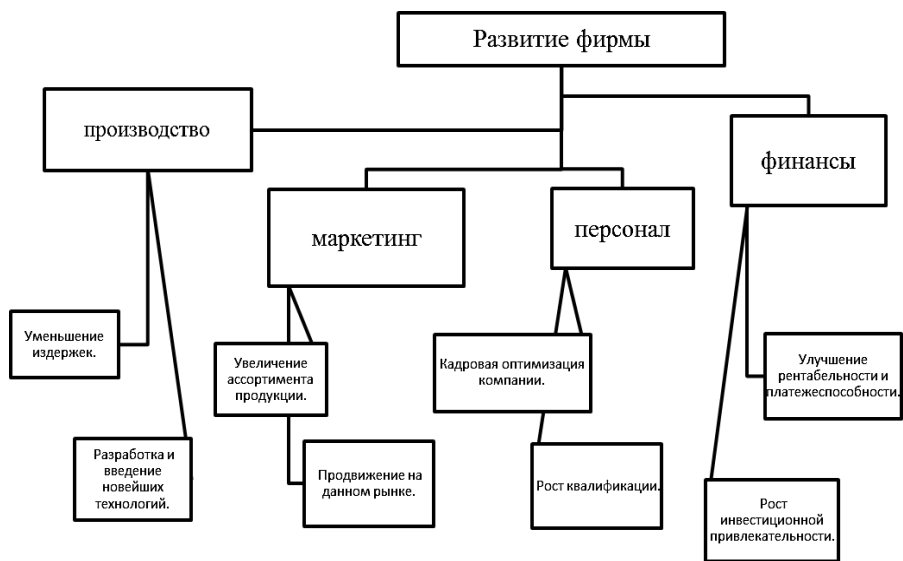 Развитие фирмы
производство
финансы
маркетинг
персонал
Уменьшение
издержек.
Увеличение
ассортимента
продукции.
Кадровая оптимизация
компании.
Улучшение
рентабельности и
платежеспособности.
Разработка и
введение
новейших
технологий.
Продвижение на
данном рынке.
Рост квалификации.
Рост
инвестиционной
привлекательности.